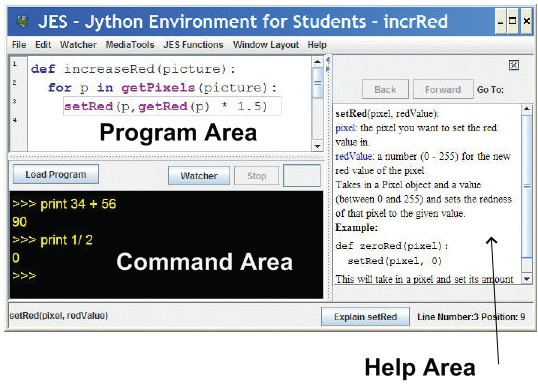 JES - Jython Environment for Students - incrRed
File Edit Watcher MediaTools JES Functions Window Layout Help
1 def increaseRed(picture):
2 for p in getPixels(picture):
3 setRed(p,getRed(p) * 1.5)
4
Program Area
Load Program Watcher Stop
>>> print 34 + 56
90
>>> print 1/ 2
0
>>>
Command Area
Back Forward Go To:
setRed(pixel, redValue):
pixel: the pixel you want to set the red
value in.
redValue: a number (0 - 255) for the new
red value of the pixel
Takes in a Pixel object and a value
(between 0 and 255) and sets the redness
of that pixel to the given value.
Example:
def zeroRed(pixel):
setRed(pixel, 0)
This will take in a pixel and set its amount
setRed(pixel, redValue) Explain setRed Line Number:3 Position: 9
Help Area